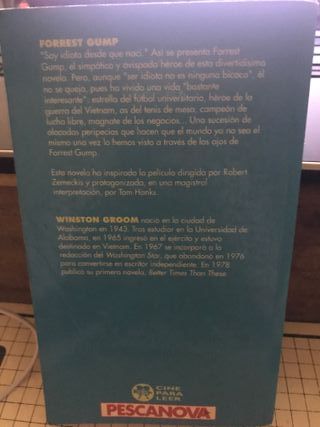 FORREST GUMP
"Soy idiota desde que nací." Así se presenta Forrest
Gump, el simpático y avispado héroe de esta divertidísima
novela. Pero, aunque "ser idiota no es ninguna bicoca", él
no se queja, pues ha vivido una vida "bastante
interesante": estrella del fútbol universitario, héroe de la
guerra del Vietnam, as del tenis de mesa, campeón de
lucha libre, magnate de los negocios... Una sucesión de
alocadas peripecias que hacen que el mundo ya no sea el
mismo una vez lo hemos visto a través de los ojos de
Forrest Gump.
Esta novela ha inspirado la película dirigida por Robert
Zemeckis y protagonizada, en una magistral
interpretación, por Tom Hanks.
WINSTON GROOM nació en la ciudad de
Washington en 1943. Tras estudiar en la Universidad de
Alabama, en 1965 ingresó en el ejército y estuvo
destinado en Vietnam. En 1967 se incorporó a la
redacción del Washington Star, que abandonó en 1976
para convertirse en escritor independiente. En 1978
publicó su primera novela, Better Times Than These
CINE
PARA
LEER
PESCANOVA